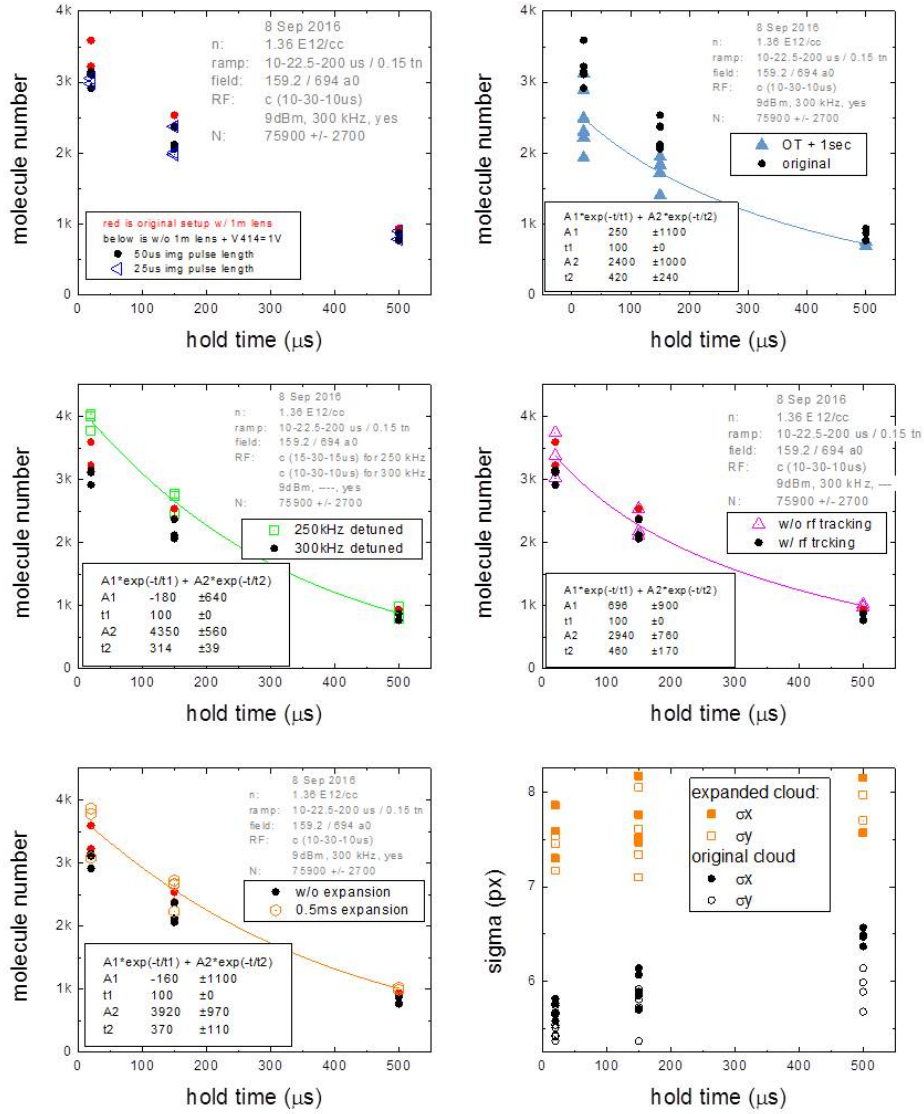 4k
3k
2k
1k
0
0 100 200 300 400 500
molecule number
hold time (μs)
8 Sep 2016
n: 1.36 E12/cc
ramp: 10-22.5-200 us / 0.15 tn
field: 159.2 / 694 a0
RF: c (10-30-10us)
9dBm, 300 kHz, yes
N: 75900 +/- 2700
red is original setup w/ 1m lens
below is w/o 1m lens + V414=1V
50us img pulse length
25us img pulse length
4k
3k
2k
1k
0
0 100 200 300 400 500
molecule number
hold time (μs)
8 Sep 2016
n: 1.36 E12/cc
ramp: 10-22.5-200 us / 0.15 tn
field: 159.2 / 694 a0
RF: c (10-30-10us)
9dBm, 300 kHz, yes
N: 75900 +/- 2700
OT + 1sec
original
A1*exp(-t/t1) + A2*exp(-t/t2)
A1 250 ±1100
t1 100 ±0
A2 2400 ±1000
t2 420 ±240
4k
3k
2k
1k
0
0 100 200 300 400 500
molecule number
hold time (μs)
8 Sep 2016
n: 1.36 E12/cc
ramp: 10-22.5-200 us / 0.15 tn
field: 159.2 / 694 a0
RF: c (15-30-15us) for 250 kHz
c (10-30-10us) for 300 kHz
9dBm, ----, yes
N: 75900 +/- 2700
250kHz detuned
300kHz detuned
A1*exp(-t/t1) + A2*exp(-t/t2)
A1 -180 ±640
t1 100 ±0
A2 4350 ±560
t2 314 ±39
4k
3k
2k
1k
0
0 100 200 300 400 500
molecule number
hold time (μs)
8 Sep 2016
n: 1.36 E12/cc
ramp: 10-22.5-200 us / 0.15 tn
field: 159.2 / 694 a0
RF: c (10-30-10us)
9dBm, 300 kHz, ----
N: 75900 +/- 2700
w/o rf tracking
w/ rf trcking
A1*exp(-t/t1) + A2*exp(-t/t2)
A1 696 ±900
t1 100 ±0
A2 2940 ±760
t2 460 ±170
4k
3k
2k
1k
0
0 100 200 300 400 500
molecule number
hold time (μs)
8 Sep 2016
n: 1.36 E12/cc
ramp: 10-22.5-200 us / 0.15 tn
field: 159.2 / 694 a0
RF: c (10-30-10us)
9dBm, 300 kHz, yes
N: 75900 +/- 2700
w/o expansion
0.5ms expansion
A1*exp(-t/t1) + A2*exp(-t/t2)
A1 -160 ±1100
t1 100 ±0
A2 3920 ±970
t2 370 ±110
8
7
6
0 100 200 300 400 500
sigma (px)
hold time (μs)
expanded cloud:
σx
σy
original cloud
σx
σy